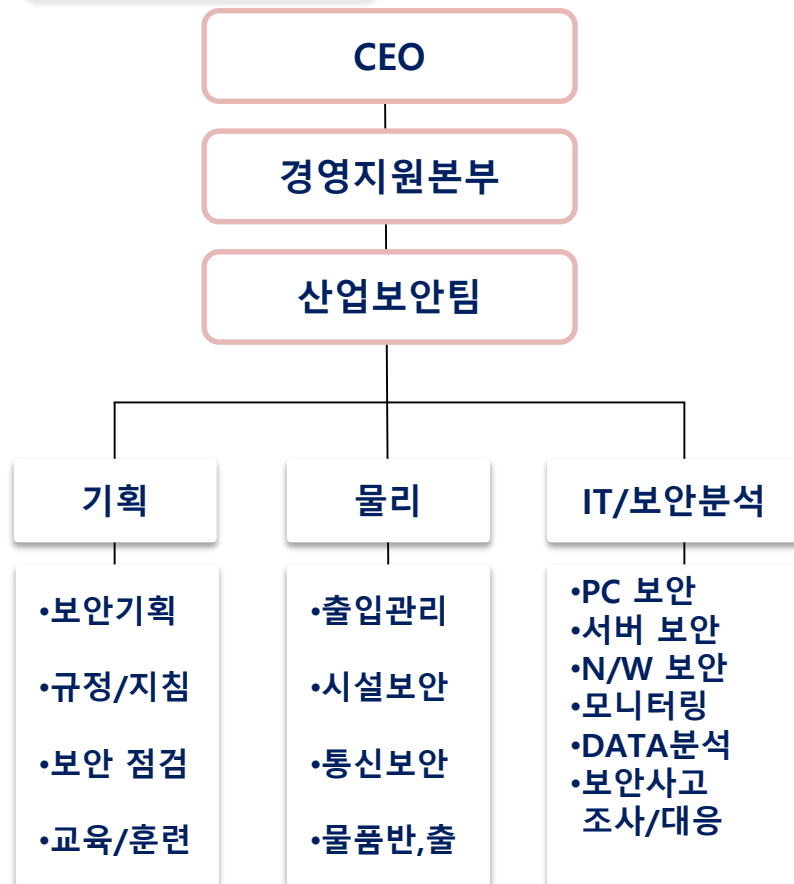 CEO
경영지원본부
산업보안팀
기획
물리
IT/보안분석
•보안기획
•규정/지침
•보안 점검
•교육/훈련
•출입관리
•시설보안
•통신보안
•물품반,출
•PC 보안
•서버 보안
•N/W 보안
•모니터링
•DATA분석
•보안사고
조사/대응